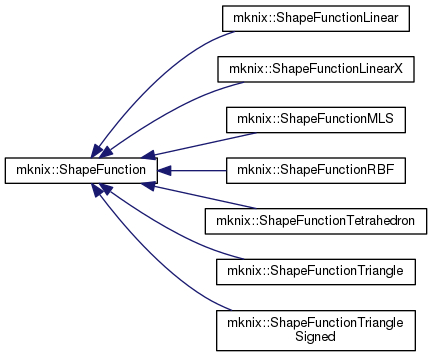 mknix::ShapeFunctionLinear
mknix::ShapeFunctionLinearX
mknix::ShapeFunctionMLS
mknix::ShapeFunction
mknix::ShapeFunctionRBF
mknix::ShapeFunctionTetrahedron
mknix::ShapeFunctionTriangle
mknix::ShapeFunctionTriangle
Signed